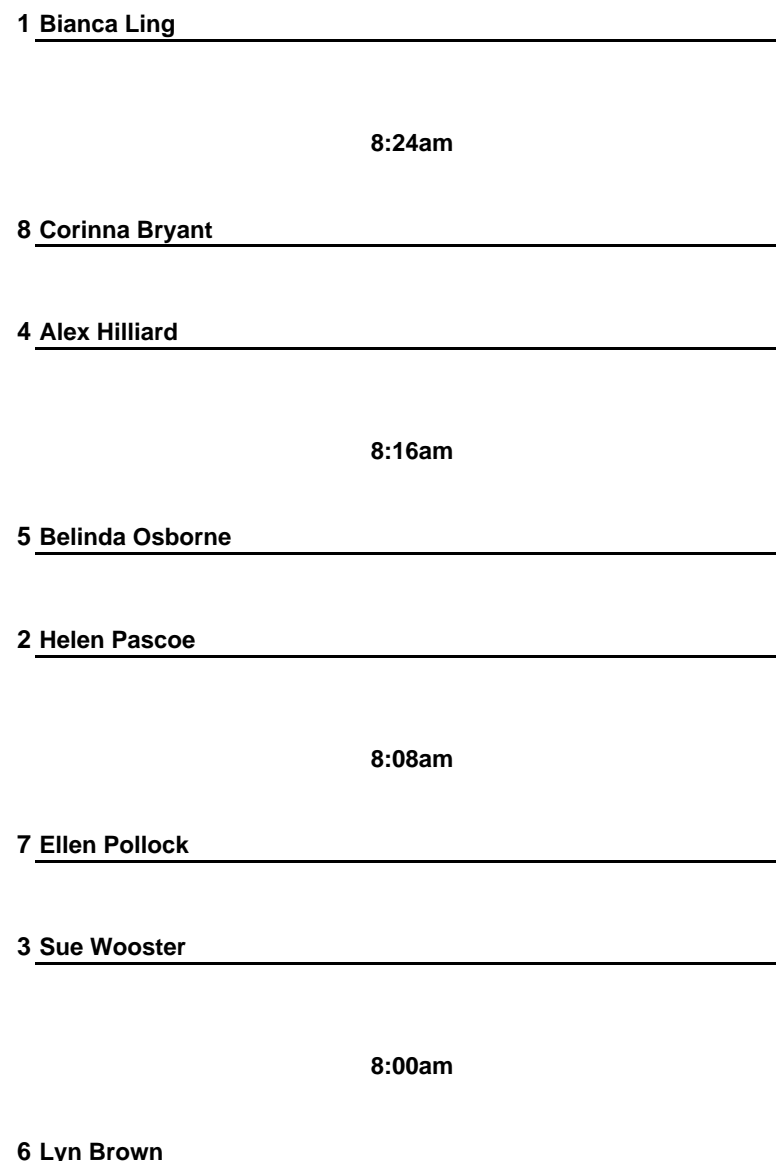 1 Bianca Ling
8:24am
8 Corinna Bryant
4 Alex Hilliard
8:16am
5 Belinda Osborne
2 Helen Pascoe
8:08am
7 Ellen Pollock
3 Sue Wooster
8:00am
6 Lyn Brown